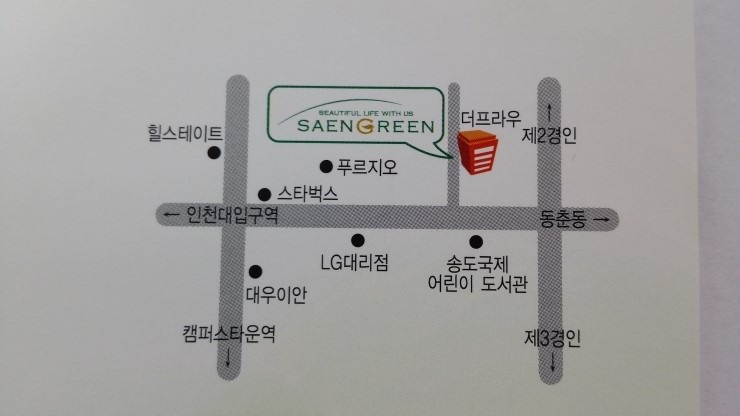 BEAUTIFUL LIFE WITH US
SAENGREEN
더프라우
힐스테이트
제2경인
푸르지오
스타벅스
← 인천대입구역
동춘동 →
LG대리점
송도국제
어린이 도서관
대우이안
캠퍼스타운역
제3경인